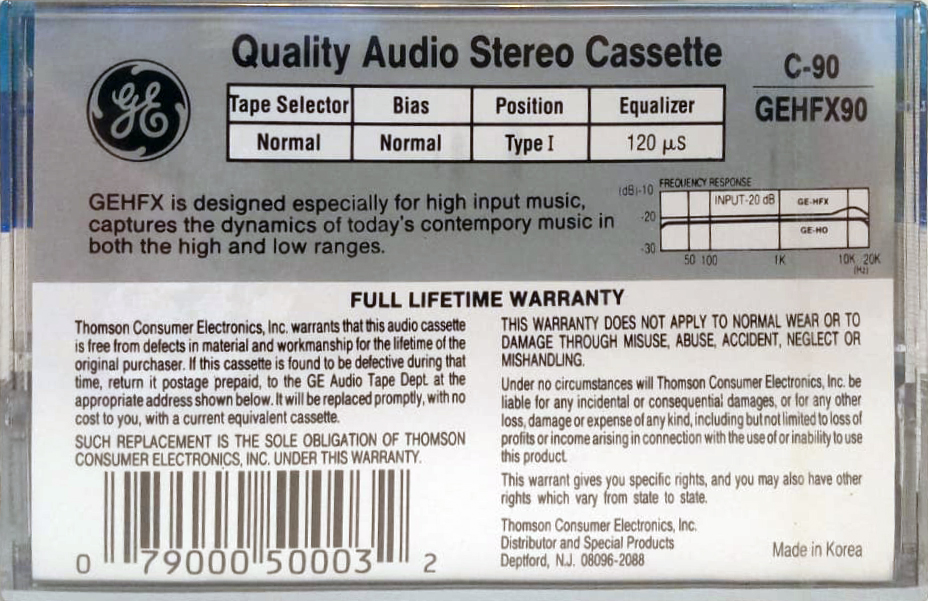 GE
Quality Audio Stereo Cassette
C-90
GEHFX90
Tape Selector Bias Position Equalizer
Normal Normal Type I 120 µS
GEHFX is designed especially for high input music,
captures the dynamics of today's contempory music in
both the high and low ranges.
FREQUENCY RESPONSE
(dB)-10
INPUT-20 dB
GE-HFX
-20
GE-HO
-30
50 100 1K 10K 20K
(Hz)
FULL LIFETIME WARRANTY
Thomson Consumer Electronics, Inc. warrants that this audio cassette
is free from defects in material and workmanship for the lifetime of the
original purchaser. If this cassette is found to be defective during that
time, return it postage prepaid, to the GE Audio Tape Dept. at the
appropriate address shown below. It will be replaced promptly, with no
cost to you, with a current equivalent cassette.
SUCH REPLACEMENT IS THE SOLE OBLIGATION OF THOMSON
CONSUMER ELECTRONICS, INC. UNDER THIS WARRANTY.
0 79000 50003 2
THIS WARRANTY DOES NOT APPLY TO NORMAL WEAR OR TO
DAMAGE THROUGH MISUSE, ABUSE, ACCIDENT, NEGLECT OR
MISHANDLING.
Under no circumstances will Thomson Consumer Electronics, Inc. be
liable for any incidental or consequential damages, or for any other
loss, damage or expense of any kind, including but not limited to loss of
profits or income arising in connection with the use of or inability to use
this product.
This warrant gives you specific rights, and you may also have other
rights which vary from state to state.
Thomson Consumer Electronics, Inc.
Distributor and Special Products
Deptford, N.J. 08096-2088
Made in Korea